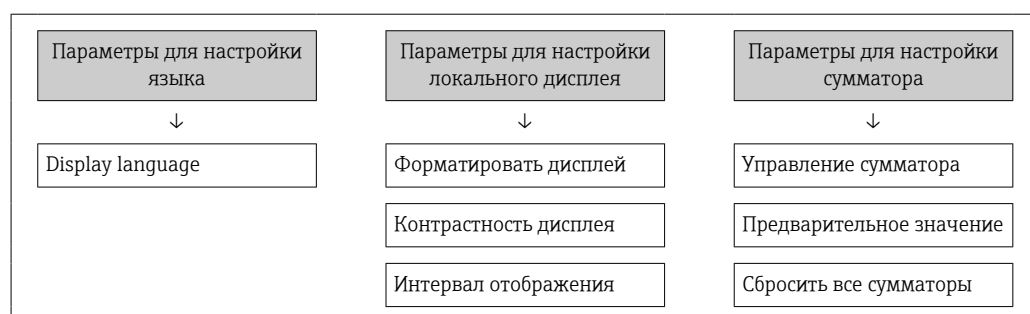 Параметры для настройки
языка
↓
Display language
Параметры для настройки
локального дисплея
↓
Форматировать дисплей
Контрастность дисплея
Интервал отображения
Параметры для настройки
сумматора
↓
Управление сумматора
Предварительное значение
Сбросить все сумматоры